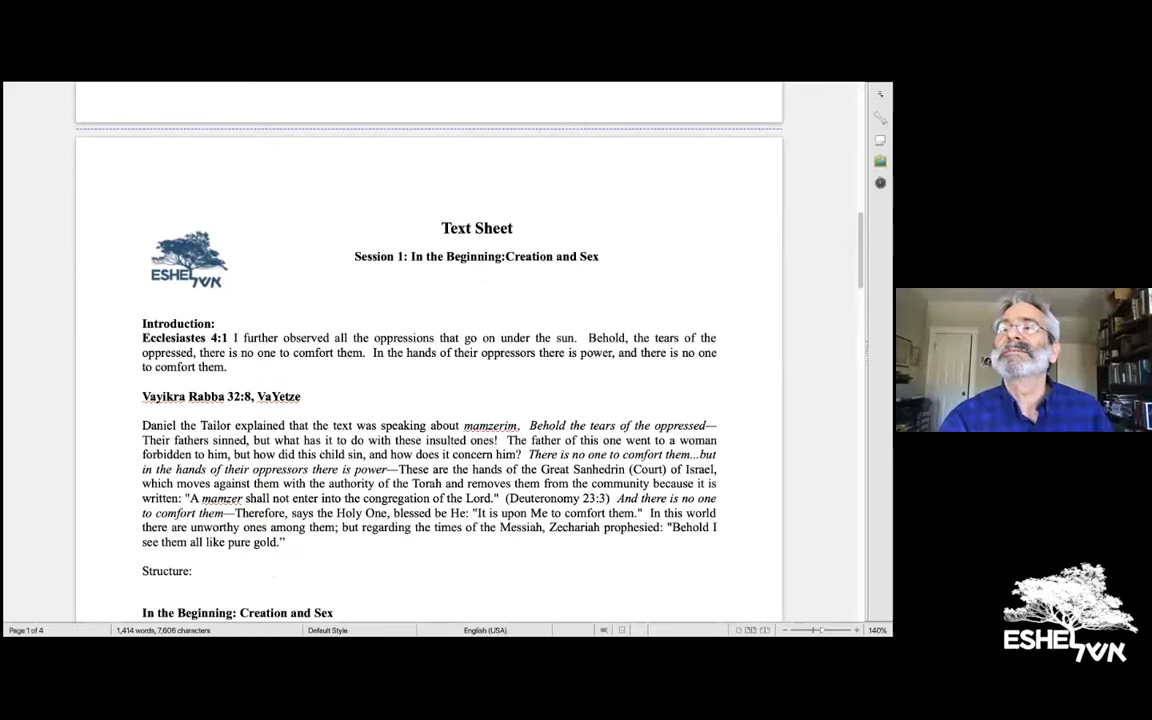 Text Sheet
Session 1: In the Beginning:Creation and Sex
ESHEL
אשל
Introduction:
Ecclesiastes 4:1 I further observed all the oppressions that go on under the sun. Behold, the tears of the
oppressed, there is no one to comfort them. In the hands of their oppressors there is power, and there is no one
to comfort them.
Vayikra Rabba 32:8, VaYetze
Daniel the Tailor explained that the text was speaking about mamzerim. Behold the tears of the oppressed—
Their fathers sinned, but what has it to do with these insulted ones! The father of this one went to a woman
forbidden to him, but how did this child sin, and how does it concern him? There is no one to comfort them...but
in the hands of their oppressors there is power—These are the hands of the Great Sanhedrin (Court) of Israel,
which moves against them with the authority of the Torah and removes them from the community because it is
written: "A mamzer shall not enter into the congregation of the Lord." (Deuteronomy 23:3) And there is no one
to comfort them—Therefore, says the Holy One, blessed be He: "It is upon Me to comfort them." In this world
there are unworthy ones among them; but regarding the times of the Messiah, Zechariah prophesied: "Behold I
see them all like pure gold.”
Structure:
In the Beginning: Creation and Sex
Page 1 of 4
1,414 words, 7,606 characters
Default Style
English (USA)
140%
ESHEL
אשל